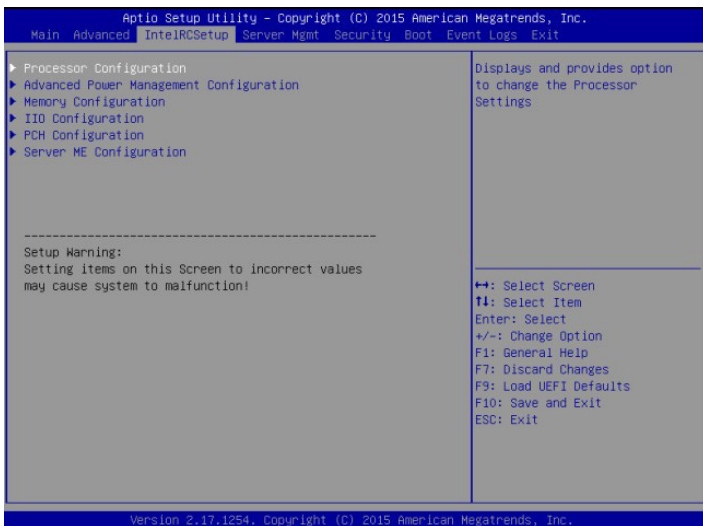 Aptio Setup Utility – Copyright (C) 2015 American Megatrends, Inc.
Main Advanced IntelRCSetup Server Mgmt Security Boot Event Logs Exit
Processor Configuration
Advanced Power Management Configuration
Memory Configuration
IIO Configuration
PCH Configuration
Server ME Configuration
Setup Warning:
Setting items on this Screen to incorrect values
may cause system to malfunction!
Displays and provides option
to change the Processor
Settings
↔: Select Screen
↑↓: Select Item
Enter: Select
+/-: Change Option
F1: General Help
F7: Discard Changes
F9: Load UEFI Defaults
F10: Save and Exit
ESC: Exit
Version 2.17.1254. Copyright (C) 2015 American Megatrends, Inc.